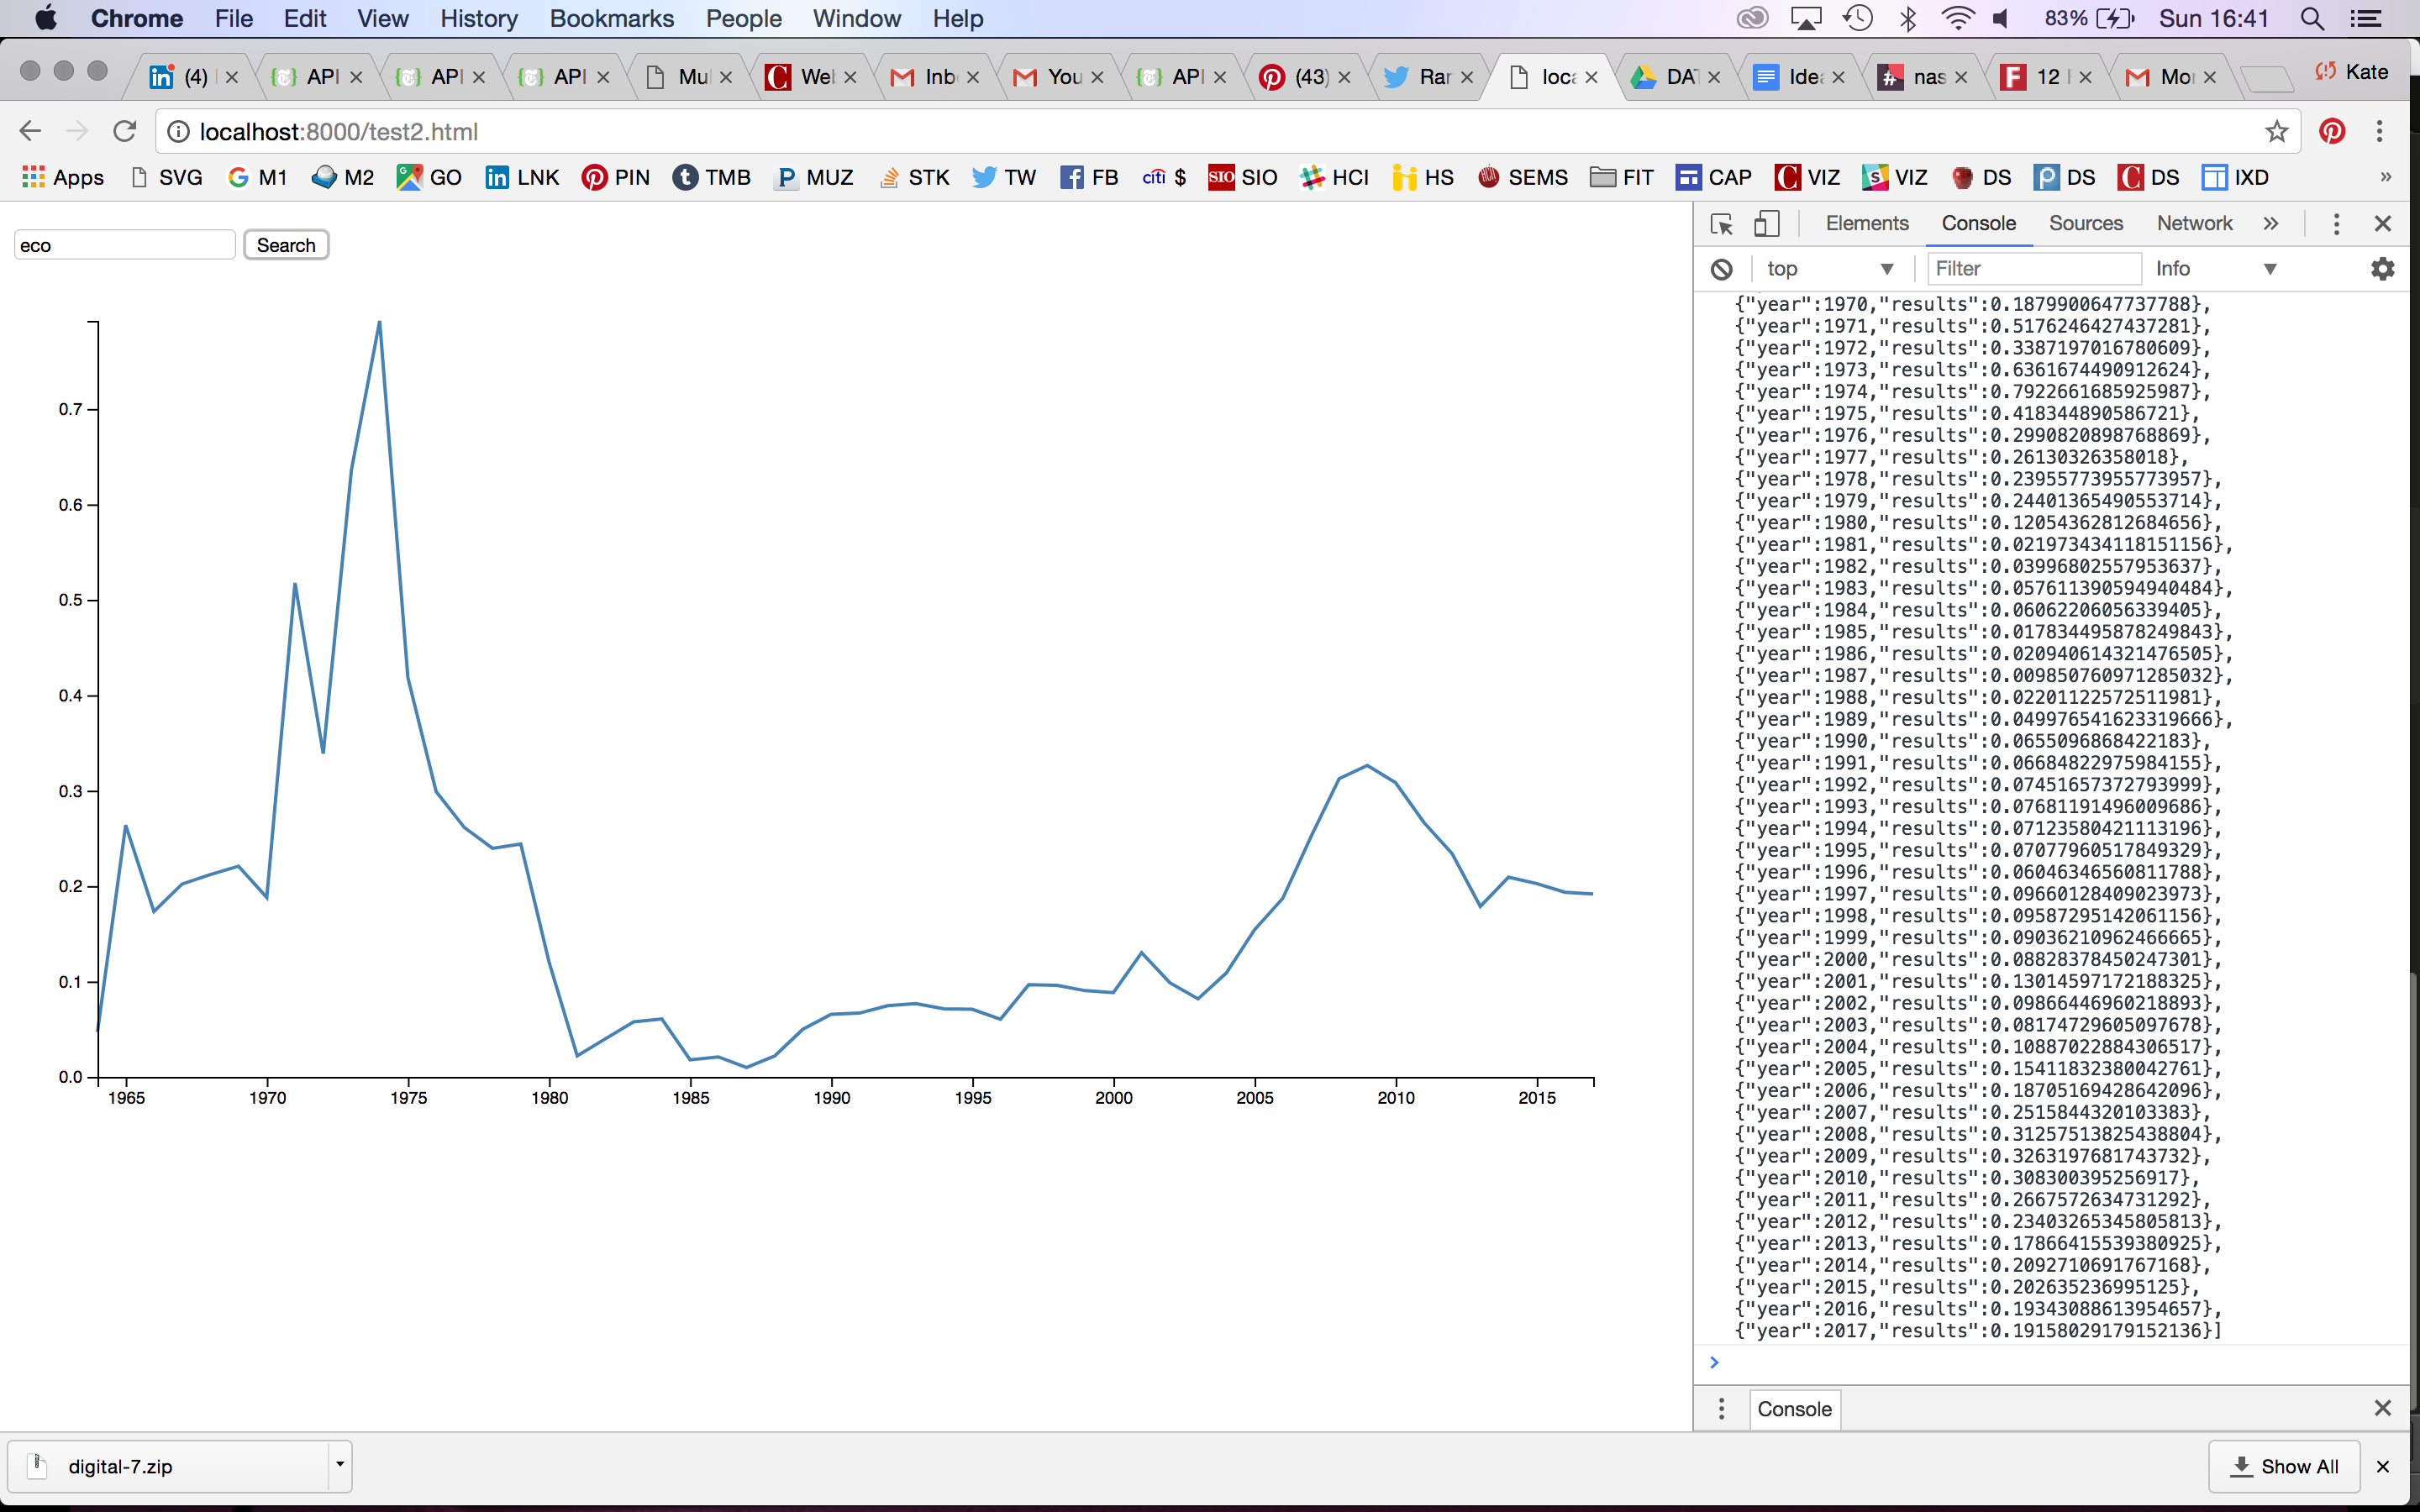 Chrome File Edit View History Bookmarks People Window Help 83% Sun 16:41
(4) API API API Mu Web Inb You API (43) Ran loca DAT Idea nas 12 Mor Kate
localhost:8000/test2.html
Apps SVG M1 M2 GO LNK PIN TMB MUZ STK TW FB citi $ SIO SIO HCI HS SEMS FIT CAP VIZ VIZ DS DS DS IXD »
eco Search
Elements Console Sources Network »
top Filter Info
{"year":1970,"results":0.1879900647737788},
{"year":1971,"results":0.5176246427437281},
{"year":1972,"results":0.3387197016780609},
{"year":1973,"results":0.6361674490912624},
{"year":1974,"results":0.7922661685925987},
{"year":1975,"results":0.418344890586721},
{"year":1976,"results":0.2990820898768869},
{"year":1977,"results":0.26130326358018},
{"year":1978,"results":0.23955773955773957},
{"year":1979,"results":0.24401365490553714},
{"year":1980,"results":0.12054362812684656},
{"year":1981,"results":0.021973434118151156},
{"year":1982,"results":0.03996802557953637},
{"year":1983,"results":0.057611390594940484},
{"year":1984,"results":0.06062206056339405},
{"year":1985,"results":0.017834495878249843},
{"year":1986,"results":0.020940614321476505},
{"year":1987,"results":0.009850760971285032},
{"year":1988,"results":0.02201122572511981},
{"year":1989,"results":0.049976541623319666},
{"year":1990,"results":0.0655096868422183},
{"year":1991,"results":0.06684822975984155},
{"year":1992,"results":0.07451657372793999},
{"year":1993,"results":0.07681191496009686},
{"year":1994,"results":0.07123580421113196},
{"year":1995,"results":0.07077960517849329},
{"year":1996,"results":0.06046346560811788},
{"year":1997,"results":0.09660128409023973},
{"year":1998,"results":0.09587295142061156},
{"year":1999,"results":0.09036210962466665},
{"year":2000,"results":0.08828378450247301},
{"year":2001,"results":0.13014597172188325},
{"year":2002,"results":0.09866446960218893},
{"year":2003,"results":0.08174729605097678},
{"year":2004,"results":0.10887022884306517},
{"year":2005,"results":0.15411832380042761},
{"year":2006,"results":0.18705169428642096},
{"year":2007,"results":0.2515844320103383},
{"year":2008,"results":0.31257513825438804},
{"year":2009,"results":0.3263197681743732},
{"year":2010,"results":0.308300395256917},
{"year":2011,"results":0.2667572634731292},
{"year":2012,"results":0.23403265345805813},
{"year":2013,"results":0.17866415539380925},
{"year":2014,"results":0.2092710691767168},
{"year":2015,"results":0.202635236995125},
{"year":2016,"results":0.19343088613954657},
{"year":2017,"results":0.19158029179152136}]
0.7
0.6
0.5
0.4
0.3
0.2
0.1
0.0
1965 1970 1975 1980 1985 1990 1995 2000 2005 2010 2015
Console
digital-7.zip Show All